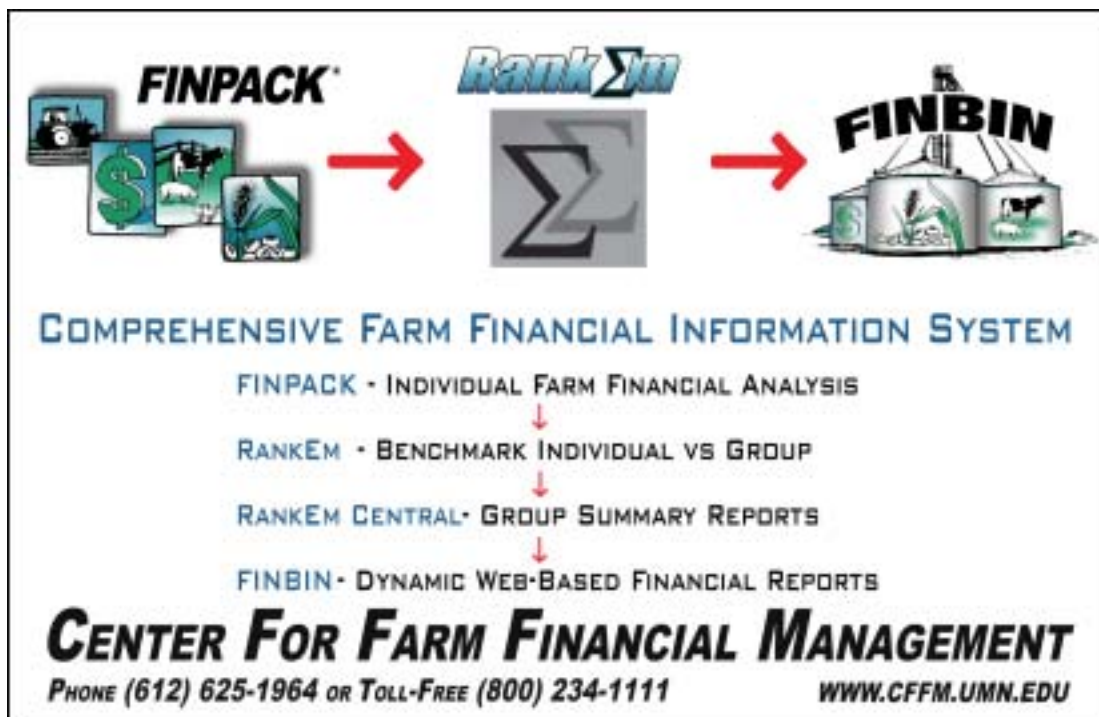 FINPACK®
RankΣm
FINBIN
COMPREHENSIVE FARM FINANCIAL INFORMATION SYSTEM
FINPACK - INDIVIDUAL FARM FINANCIAL ANALYSIS
RANKEM - BENCHMARK INDIVIDUAL VS GROUP
RANKEM CENTRAL- GROUP SUMMARY REPORTS
FINBIN- DYNAMIC WEB-BASED FINANCIAL REPORTS
CENTER FOR FARM FINANCIAL MANAGEMENT
PHONE (612) 625-1964 OR TOLL-FREE (800) 234-1111 WWW.CFFM.UMN.EDU